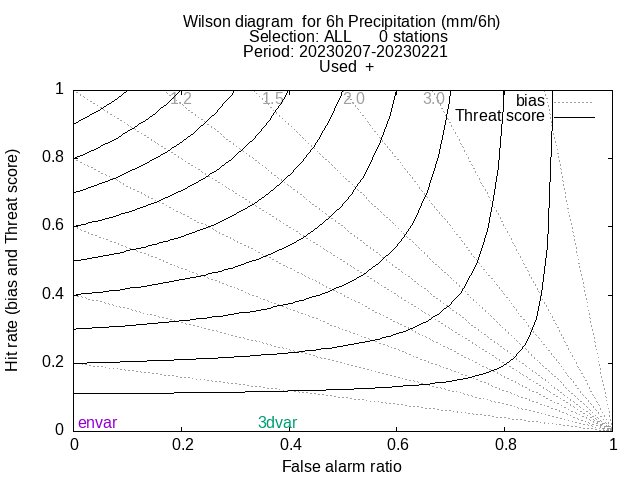 Wilson diagram  for 6h Precipitation (mm/6h)
Selection: ALL      0 stations
Period: 20230207-20230221
Used  +
1.2 1.5 2.0 3.0
bias
Threat score
1
0.8
0.6
0.4
0.2
0
Hit rate (bias and Threat score)
envar 3dvar
0 0.2 0.4 0.6 0.8 1
False alarm ratio